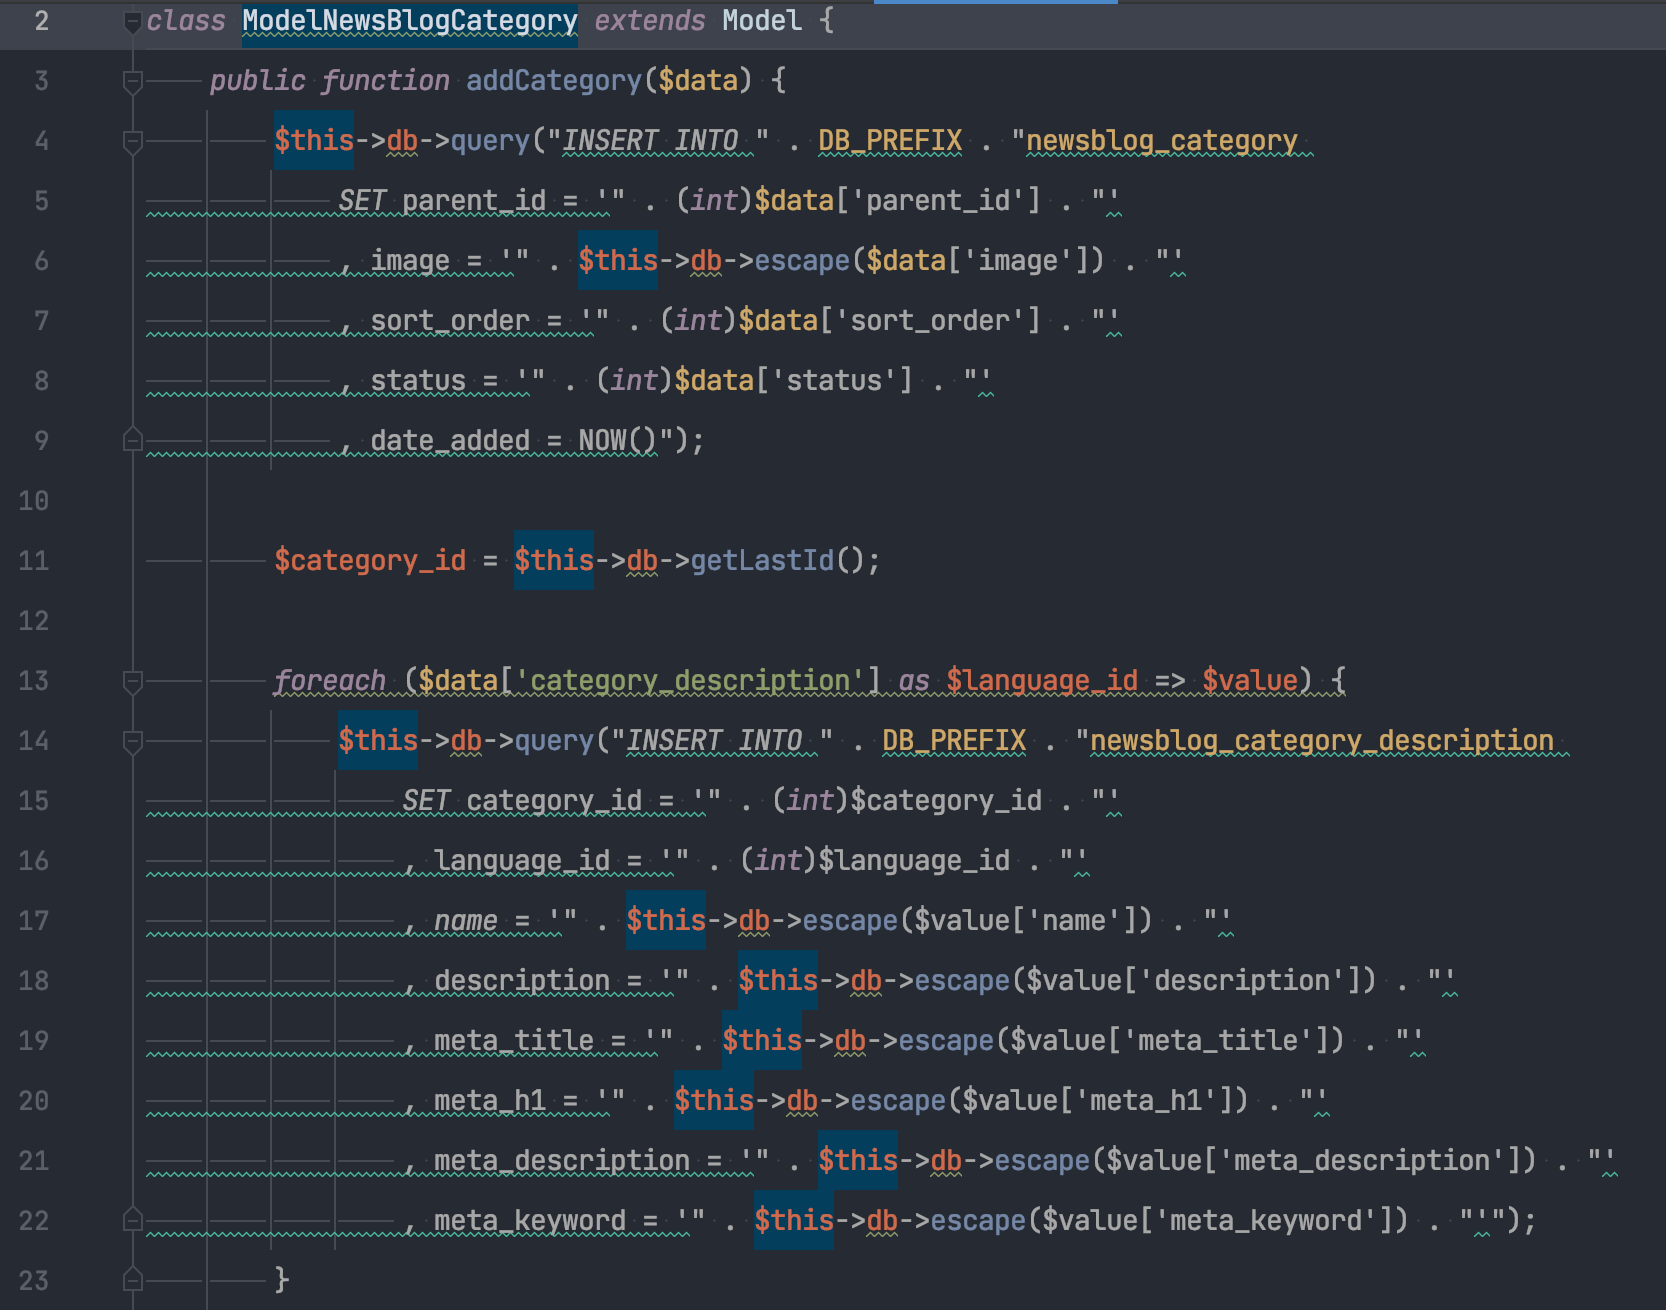 2 class ModelNewsBlogCategory extends Model {
3 public function addCategory($data) {
4 $this->db->query("INSERT INTO " . DB_PREFIX . "newsblog_category
5 SET parent_id = '" . (int)$data['parent_id'] . "'
6 , image = '" . $this->db->escape($data['image']) . "'
7 , sort_order = '" . (int)$data['sort_order'] . "'
8 , status = '" . (int)$data['status'] . "'
9 , date_added = NOW()");
10
11 $category_id = $this->db->getLastId();
12
13 foreach ($data['category_description'] as $language_id => $value) {
14 $this->db->query("INSERT INTO " . DB_PREFIX . "newsblog_category_description
15 SET category_id = '" . (int)$category_id . "'
16 , language_id = '" . (int)$language_id . "'
17 , name = '" . $this->db->escape($value['name']) . "'
18 , description = '" . $this->db->escape($value['description']) . "'
19 , meta_title = '" . $this->db->escape($value['meta_title']) . "'
20 , meta_h1 = '" . $this->db->escape($value['meta_h1']) . "'
21 , meta_description = '" . $this->db->escape($value['meta_description']) . "'
22 , meta_keyword = '" . $this->db->escape($value['meta_keyword']) . "'");
23 }